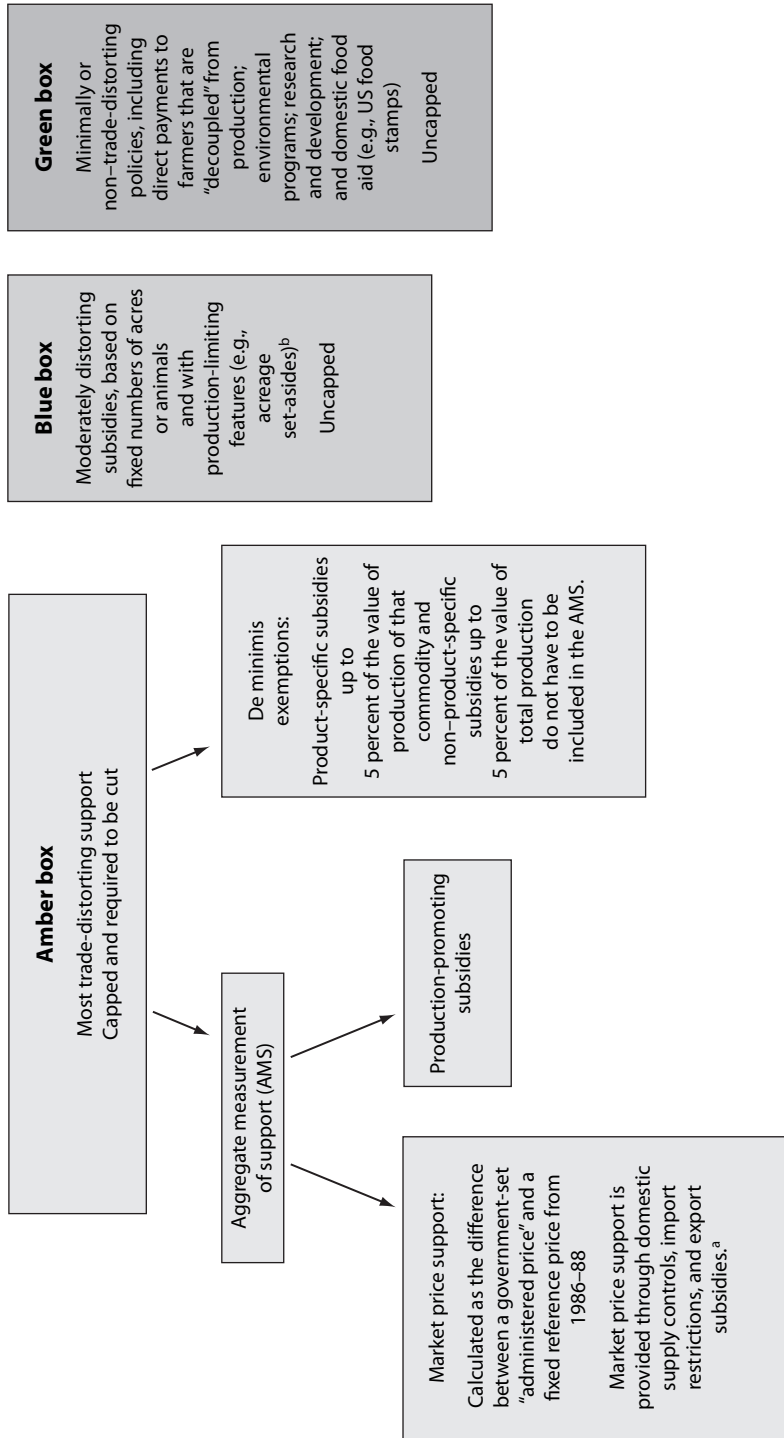 Amber box
Most trade-distorting support
Capped and required to be cut
Aggregate measurement
of support (AMS)
Market price support:
Calculated as the difference
between a government-set
“administered price” and a
fixed reference price from
1986–88
Market price support is
provided through domestic
supply controls, import
restrictions, and export
subsidies.a
Production-promoting
subsidies
De minimis
exemptions:
Product-specific subsidies
up to
5 percent of the value of
production of that
commodity and
non–product-specific
subsidies up to
5 percent of the value of
total production
do not have to be
included in the AMS.
Blue box
Moderately distorting
subsidies, based on
fixed numbers of acres
or animals
and with
production-limiting
features (e.g.,
acreage
set-asides)b
Uncapped
Green box
Minimally or
non–trade-distorting
policies, including
direct payments to
farmers that are
“decoupled” from
production;
environmental
programs; research
and development;
and domestic food
aid (e.g., US food
stamps)
Uncapped